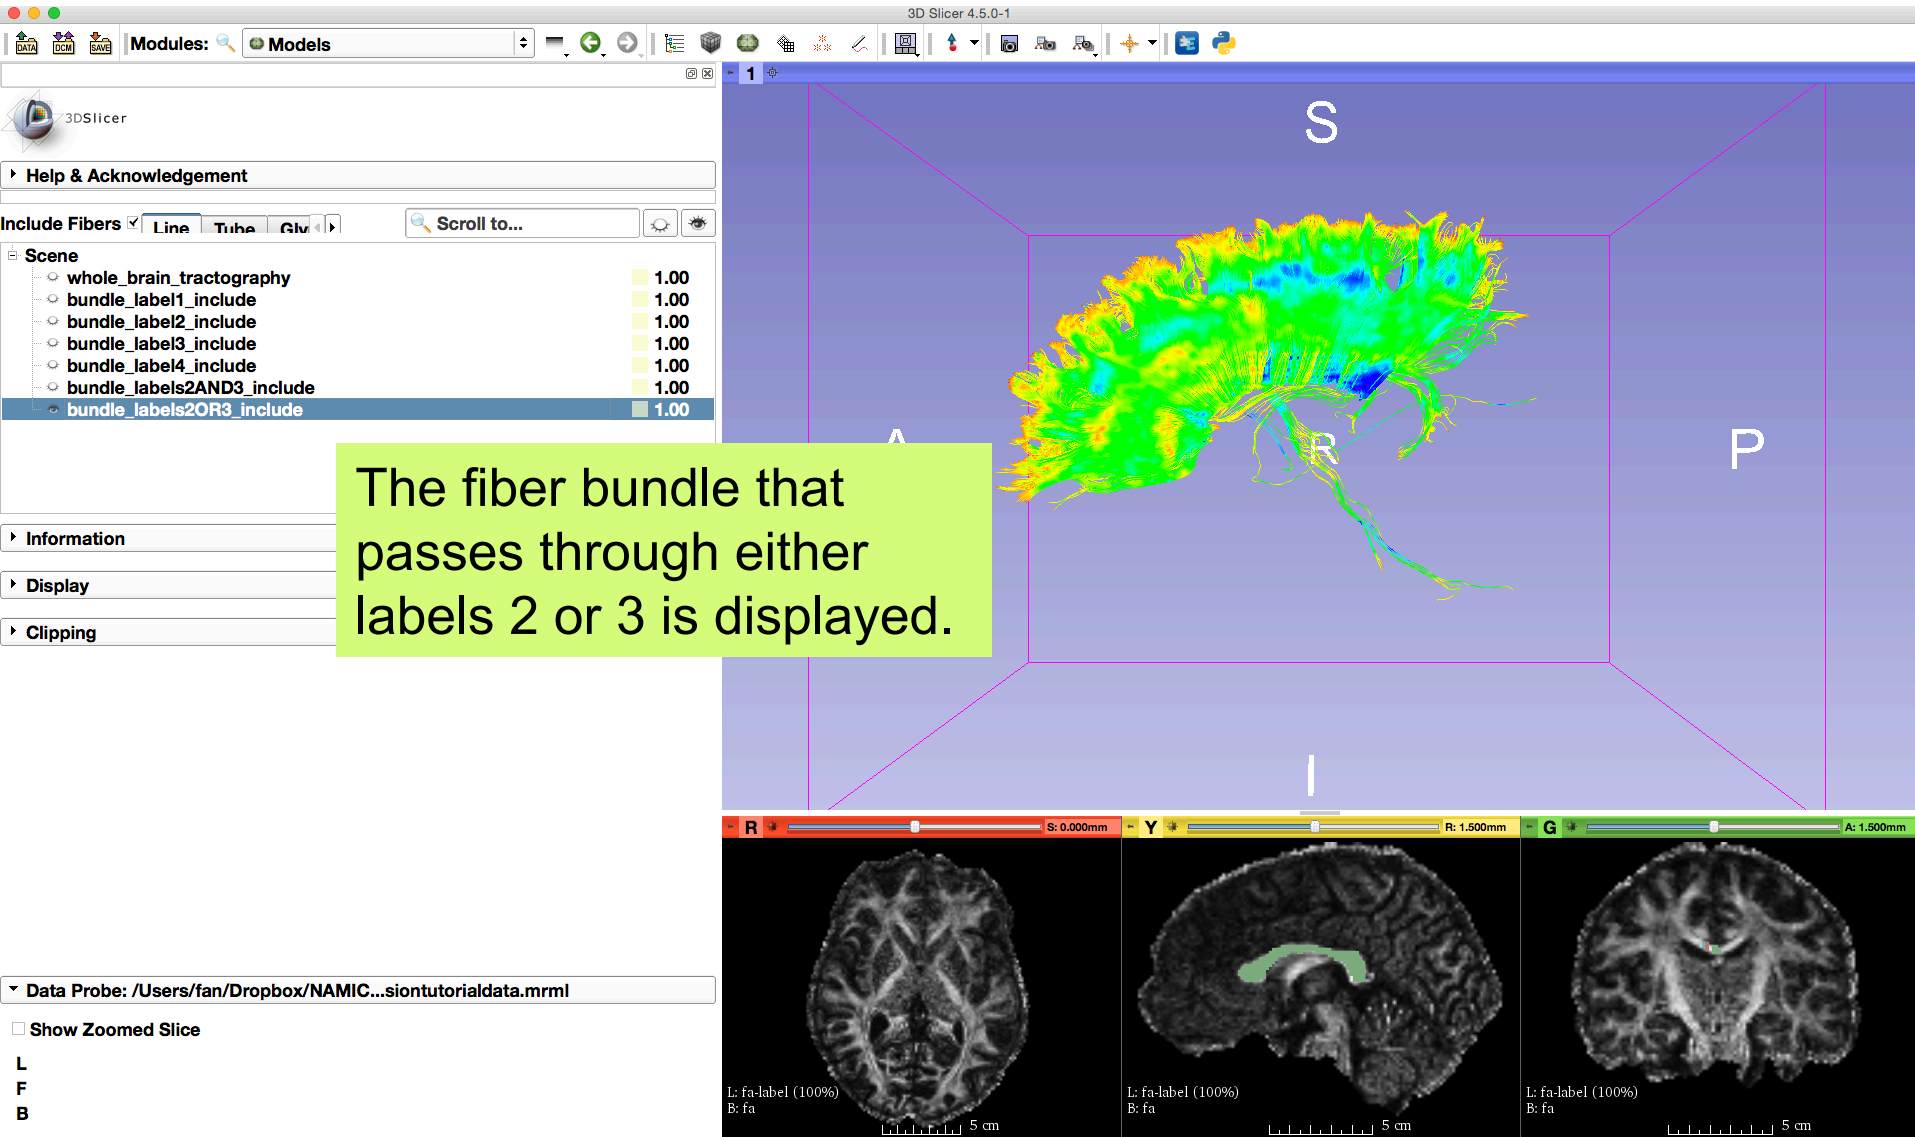 3D Slicer 4.5.0-1
DATA
DCM
SAVE
Modules:
Models
1
3DSlicer
Help & Acknowledgement
Include Fibers
Line
Tube
Gly
Scroll to...
Scene
whole_brain_tractography 1.00
bundle_label1_include 1.00
bundle_label2_include 1.00
bundle_label3_include 1.00
bundle_label4_include 1.00
bundle_labels2AND3_include 1.00
bundle_labels2OR3_include 1.00
Information
Display
Clipping
The fiber bundle that
passes through either
labels 2 or 3 is displayed.
S
A
R
P
I
R
S: 0.000mm
Y
R: 1.500mm
G
A: 1.500mm
Data Probe: /Users/fan/Dropbox/NAMIC...siontutorialdata.mrml
Show Zoomed Slice
L
F
B
L: fa-label (100%)
B: fa
5 cm
L: fa-label (100%)
B: fa
5 cm
L: fa-label (100%)
B: fa
5 cm